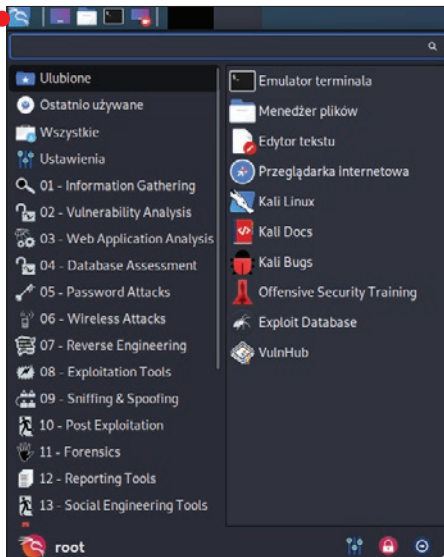 Ulubione
Ostatnio używane
Wszystkie
Ustawienia
01 - Information Gathering
02 - Vulnerability Analysis
03 - Web Application Analysis
04 - Database Assessment
05 - Password Attacks
06 - Wireless Attacks
07 - Reverse Engineering
08 - Exploitation Tools
09 - Sniffing & Spoofing
10 - Post Exploitation
11 - Forensics
12 - Reporting Tools
13 - Social Engineering Tools
Emulator terminala
Menedżer plików
Edytor tekstu
Przeglądarka internetowa
Kali Linux
Kali Docs
Kali Bugs
Offensive Security Training
Exploit Database
VulnHub
root